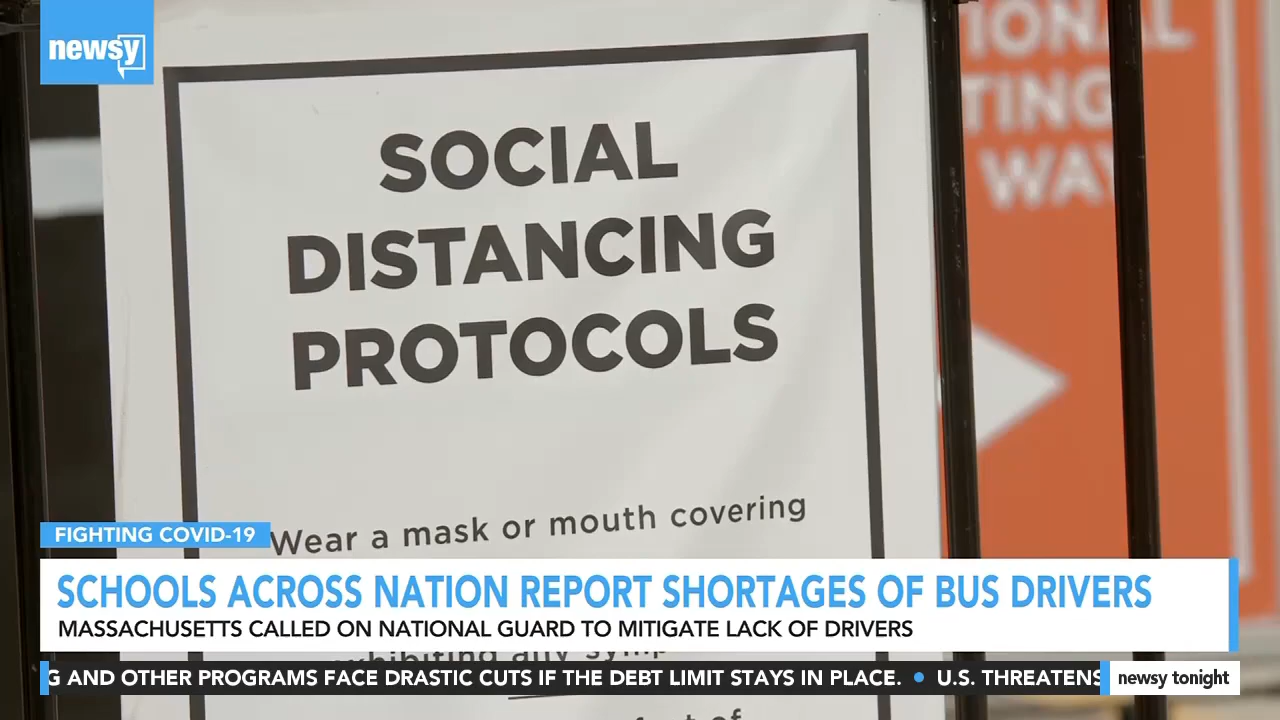 newsy
SOCIAL
DISTANCING
PROTOCOLS
Wear a mask or mouth covering
FIGHTING COVID-19
SCHOOLS ACROSS NATION REPORT SHORTAGES OF BUS DRIVERS
MASSACHUSETTS CALLED ON NATIONAL GUARD TO MITIGATE LACK OF DRIVERS
exhibiting any
G AND OTHER PROGRAMS FACE DRASTIC CUTS IF THE DEBT LIMIT STAYS IN PLACE. • U.S. THREATENS
newsy tonight